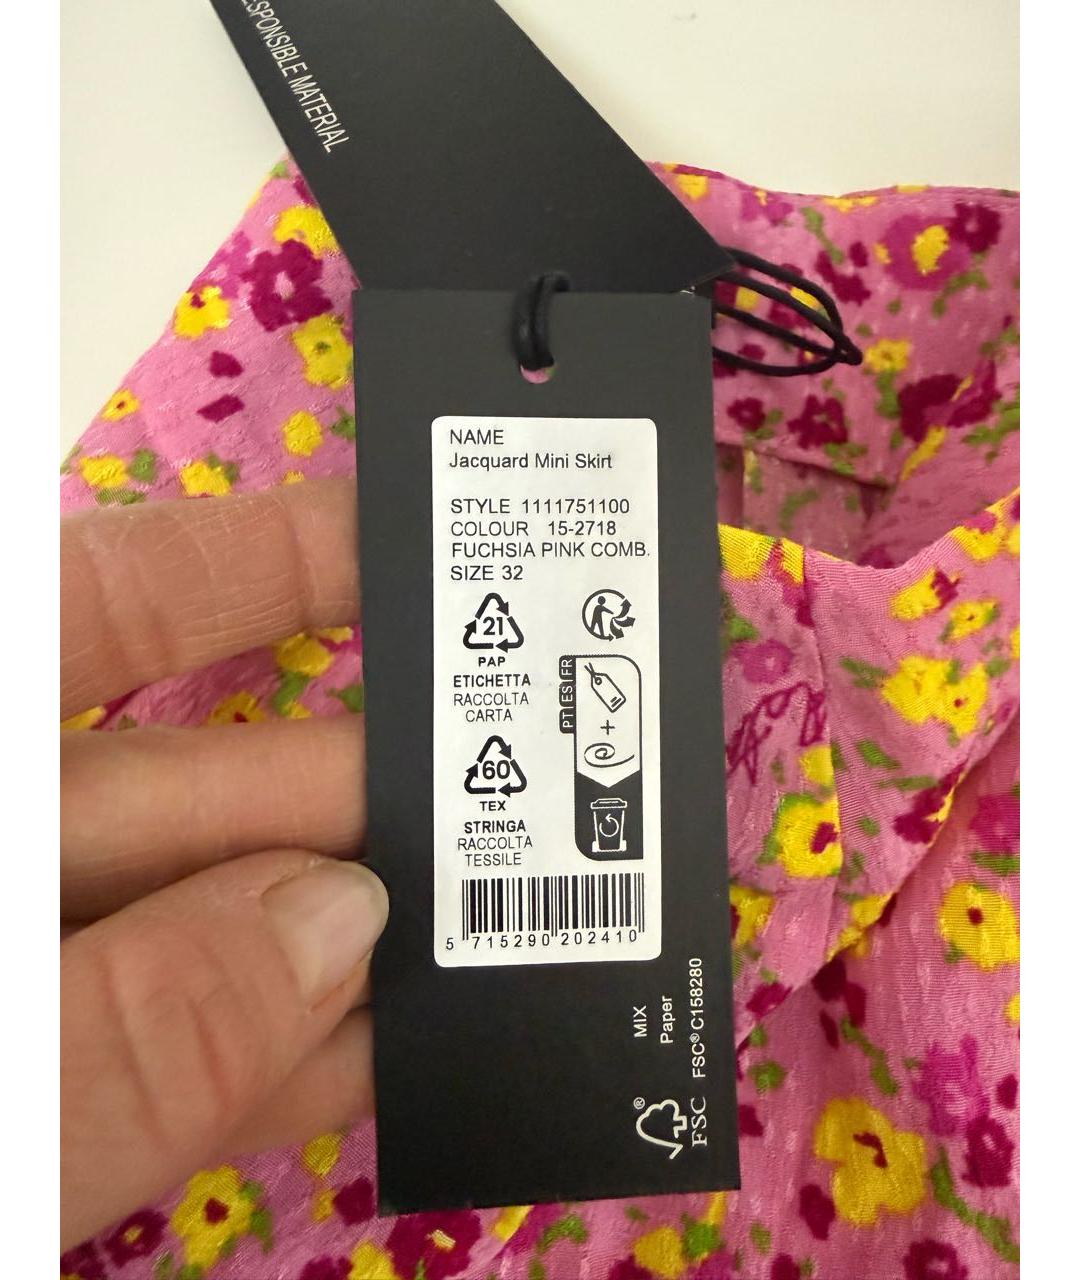 RESPONSIBLE MATERIAL
NAME
Jacquard Mini Skirt
STYLE 1111751100
COLOUR 15-2718
FUCHSIA PINK COMB.
SIZE 32
21
PAP
ETICHETTA
RACCOLTA
CARTA
60
TEX
STRINGA
RACCOLTA
TESSILE
PT|ES|FR
+
5 715290 202410
MIX
Paper
FSC® C158280
FSC®